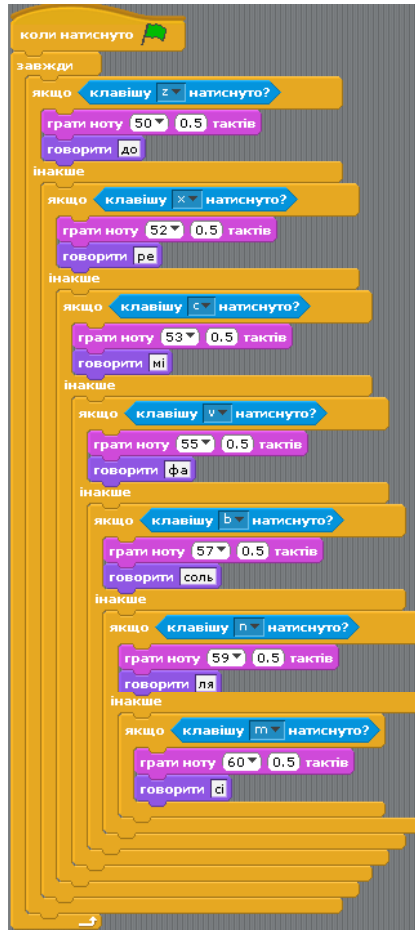 коли натиснуто
завжди
якщо клавішу z натиснуто?
грати ноту 50 0.5 тактів
говорити до
інакше
якщо клавішу x натиснуто?
грати ноту 52 0.5 тактів
говорити ре
інакше
якщо клавішу c натиснуто?
грати ноту 53 0.5 тактів
говорити мі
інакше
якщо клавішу v натиснуто?
грати ноту 55 0.5 тактів
говорити фа
інакше
якщо клавішу b натиснуто?
грати ноту 57 0.5 тактів
говорити соль
інакше
якщо клавішу n натиснуто?
грати ноту 59 0.5 тактів
говорити ля
інакше
якщо клавішу m натиснуто?
грати ноту 60 0.5 тактів
говорити сі